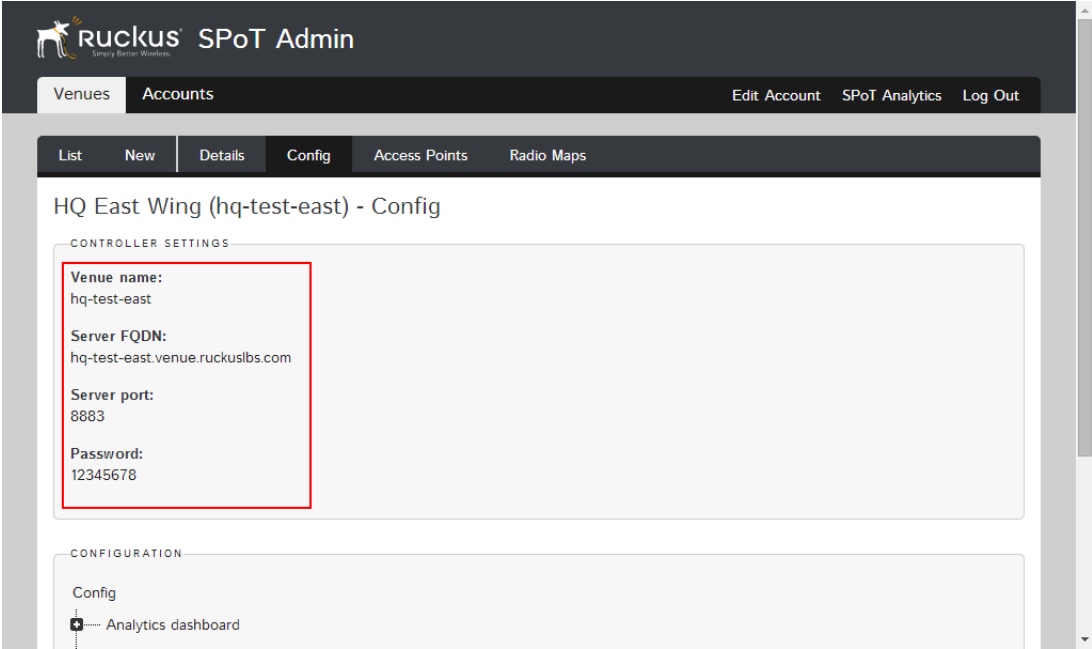 Ruckus SPoT Admin
Simply Better Wireless.
Venues Accounts Edit Account SPoT Analytics Log Out
List New Details Config Access Points Radio Maps
HQ East Wing (hq-test-east) - Config
CONTROLLER SETTINGS
Venue name:
hq-test-east
Server FQDN:
hq-test-east.venue.ruckuslbs.com
Server port:
8883
Password:
12345678
CONFIGURATION
Config
Analytics dashboard